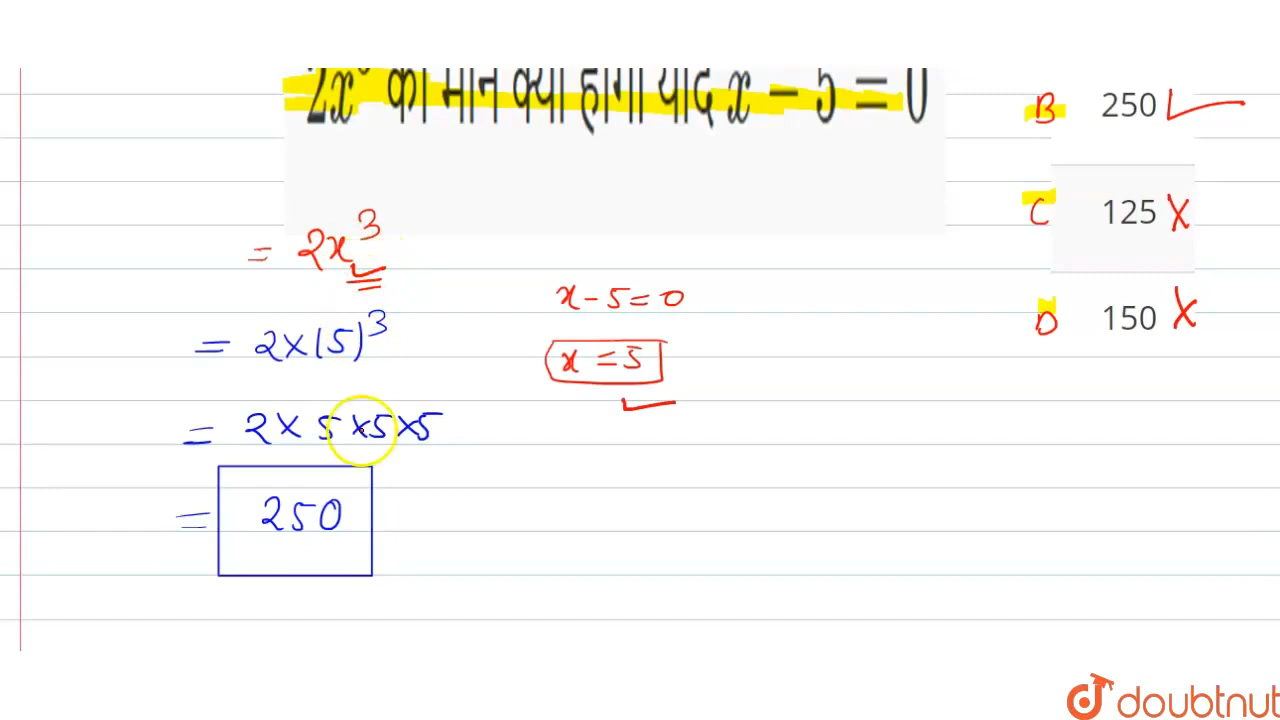 2x³ का मान क्या होगा यदि x − 5 = 0
B 250 ✓
C 125 X
D 150 X
= 2x³
= 2×(5)³
= 2×5×5×5
= 250
x-5=0
x=5
doubtnut